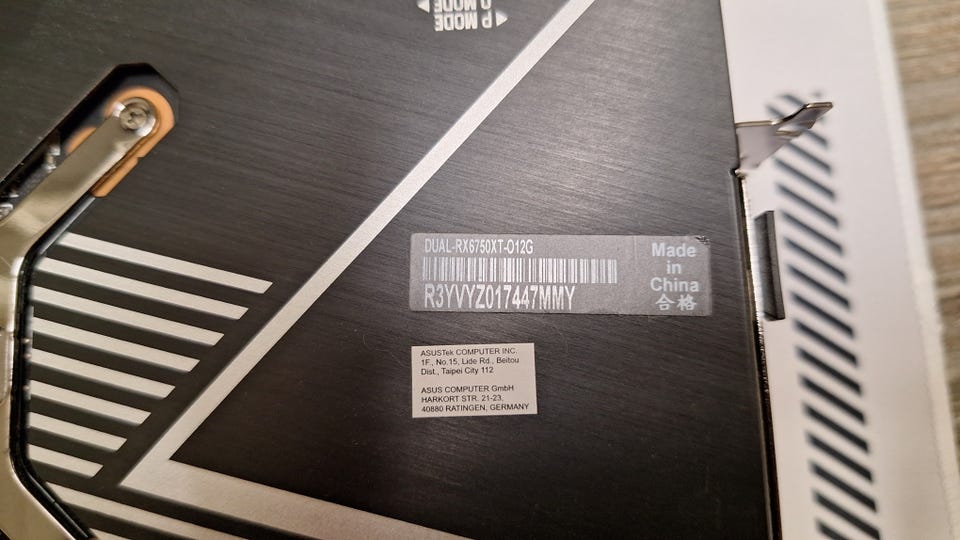 P MODE
Q MODE
DUAL-RX6750XT-O12G
R3YVYZ017447MMY
Made
in
China
合格
ASUSTek COMPUTER INC.
1F., No.15, Lide Rd., Beitou
Dist., Taipei City 112
ASUS COMPUTER GmbH
HARKORT STR. 21-23,
40880 RATINGEN, GERMANY